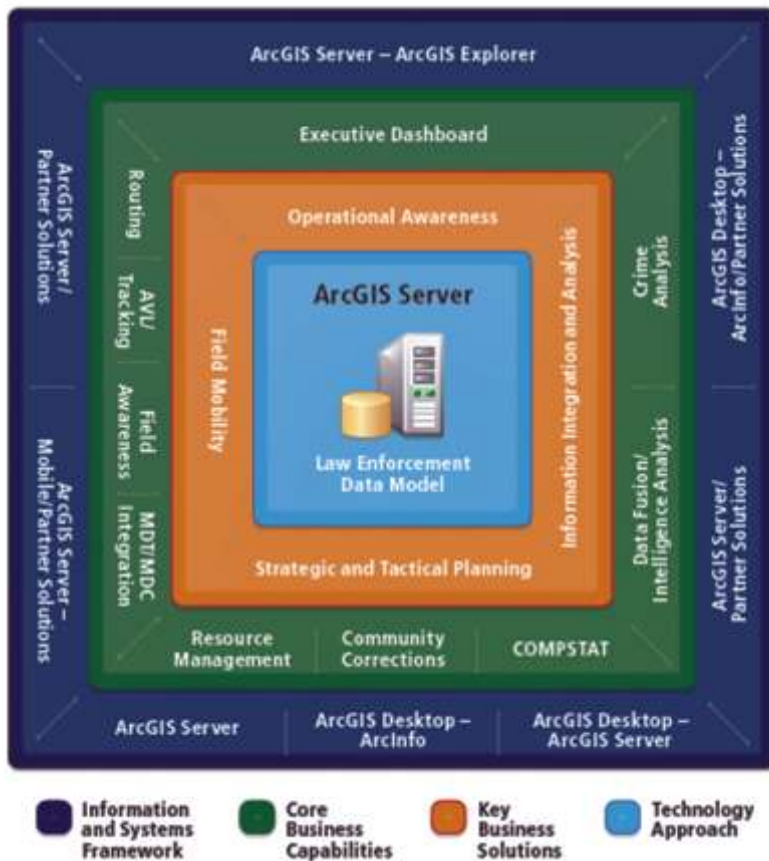 ArcGIS Server – ArcGIS Explorer
ArcGIS Server/
Partner Solutions
ArcGIS Server –
Mobile/Partner Solutions
ArcGIS Desktop –
ArcInfo/Partner Solutions
ArcGIS Server/
Partner Solutions
ArcGIS Server
ArcGIS Desktop –
ArcInfo
ArcGIS Desktop –
ArcGIS Server
Executive Dashboard
Routing
AVL/
Tracking
Field
Awareness
MDT/MDC
Integration
Crime
Analysis
Data Fusion/
Intelligence Analysis
Resource
Management
Community
Corrections
COMPSTAT
Operational Awareness
Field Mobility
Information Integration and Analysis
Strategic and Tactical Planning
ArcGIS Server
Law Enforcement
Data Model
Information
and Systems
Framework
Core
Business
Capabilities
Key
Business
Solutions
Technology
Approach